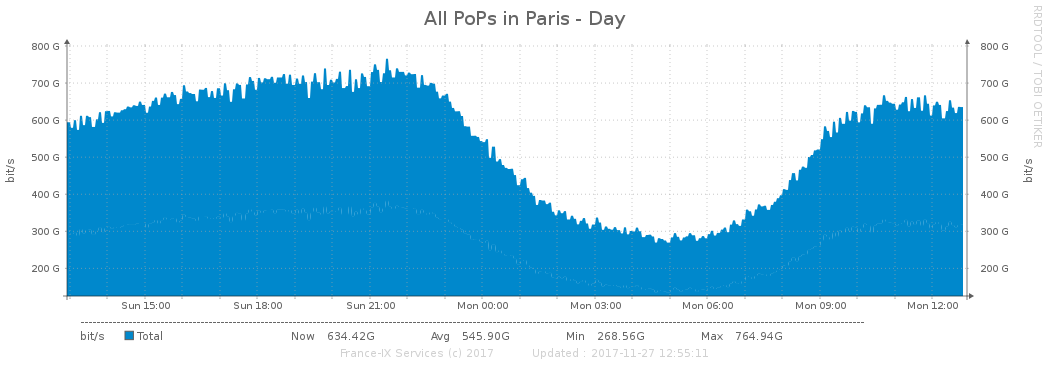 All PoPs in Paris - Day
RRDTOOL / TOBI OETIKER
bit/s
800 G
700 G
600 G
500 G
400 G
300 G
200 G
800 G
700 G
600 G
500 G
400 G
300 G
200 G
bit/s
Sun 15:00 Sun 18:00 Sun 21:00 Mon 00:00 Mon 03:00 Mon 06:00 Mon 09:00 Mon 12:00
bit/s Total Now 634.42G Avg 545.90G Min 268.56G Max 764.94G
France-IX Services (c) 2017 Updated : 2017-11-27 12:55:11